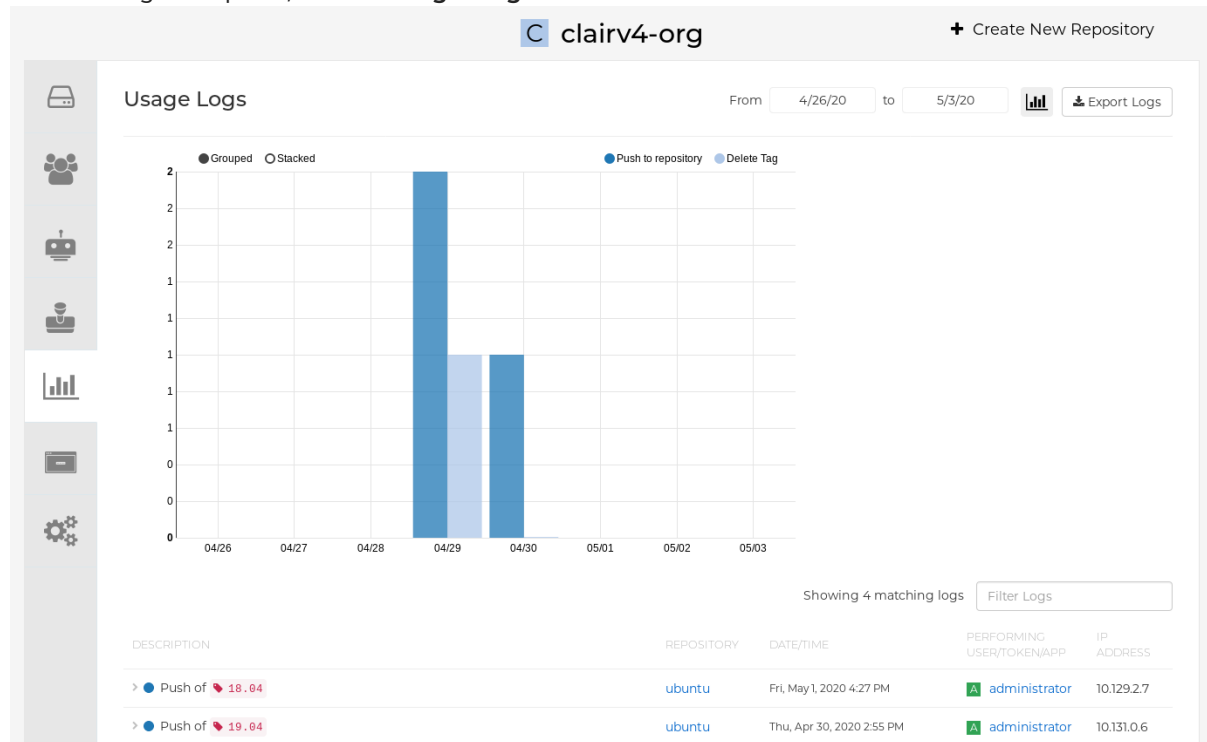 C clairv4-org
+ Create New Repository
Usage Logs
From 4/26/20 to 5/3/20
Export Logs
Grouped Stacked
Push to repository Delete Tag
2
2
2
1
1
1
1
1
0
0
0
04/26 04/27 04/28 04/29 04/30 05/01 05/02 05/03
Showing 4 matching logs Filter Logs
DESCRIPTION REPOSITORY DATE/TIME PERFORMING USER/TOKEN/APP IP ADDRESS
Push of 18.04 ubuntu Fri, May 1, 2020 4:27 PM A administrator 10.129.2.7
Push of 19.04 ubuntu Thu, Apr 30, 2020 2:55 PM A administrator 10.131.0.6